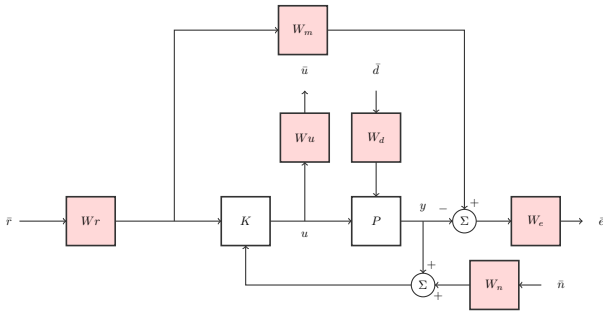 W_m
ū
d̄
Wu
W_d
r̄
Wr
K
u
P
y
−
+
Σ
W_e
ē
+
Σ
+
W_n
n̄